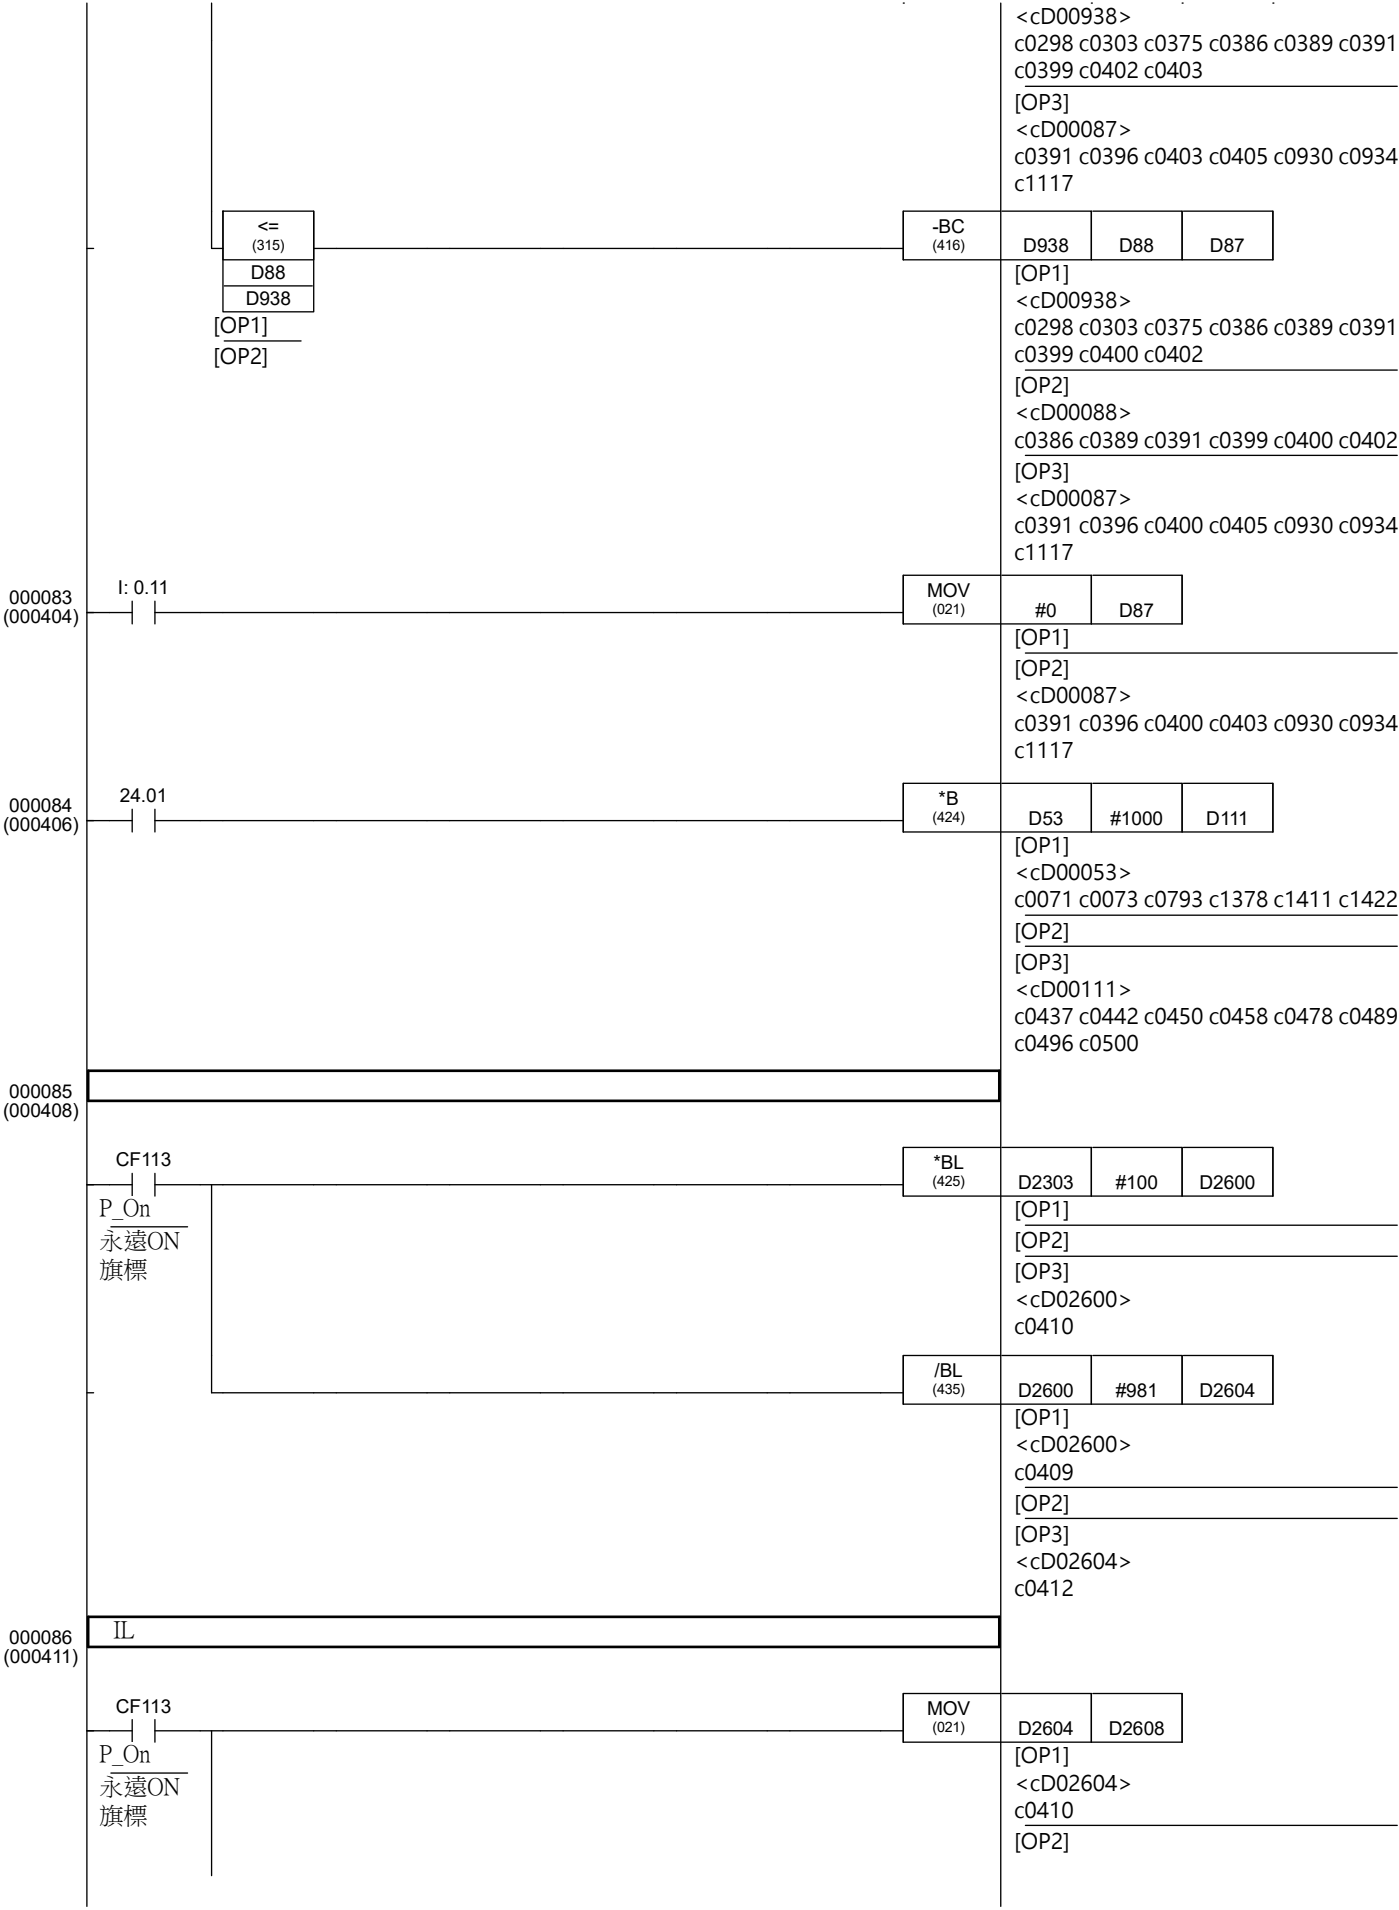 <cD00938>
c0298 c0303 c0375 c0386 c0389 c0391
c0399 c0402 c0403
[OP3]
<cD00087>
c0391 c0396 c0403 c0405 c0930 c0934
c1117
<=
(315)
D88
D938
[OP1]
[OP2]
-BC
(416)
D938 D88 D87
[OP1]
<cD00938>
c0298 c0303 c0375 c0386 c0389 c0391
c0399 c0400 c0402
[OP2]
<cD00088>
c0386 c0389 c0391 c0399 c0400 c0402
[OP3]
<cD00087>
c0391 c0396 c0400 c0405 c0930 c0934
c1117
000083
(000404)
I: 0.11
MOV
(021)
#0 D87
[OP1]
[OP2]
<cD00087>
c0391 c0396 c0400 c0403 c0930 c0934
c1117
000084
(000406)
24.01
*B
(424)
D53 #1000 D111
[OP1]
<cD00053>
c0071 c0073 c0793 c1378 c1411 c1422
[OP2]
[OP3]
<cD00111>
c0437 c0442 c0450 c0458 c0478 c0489
c0496 c0500
000085
(000408)
CF113
P_On
永遠ON
旗標
*BL
(425)
D2303 #100 D2600
[OP1]
[OP2]
[OP3]
<cD02600>
c0410
/BL
(435)
D2600 #981 D2604
[OP1]
<cD02600>
c0409
[OP2]
[OP3]
<cD02604>
c0412
000086
(000411)
IL
CF113
P_On
永遠ON
旗標
MOV
(021)
D2604 D2608
[OP1]
<cD02604>
c0410
[OP2]